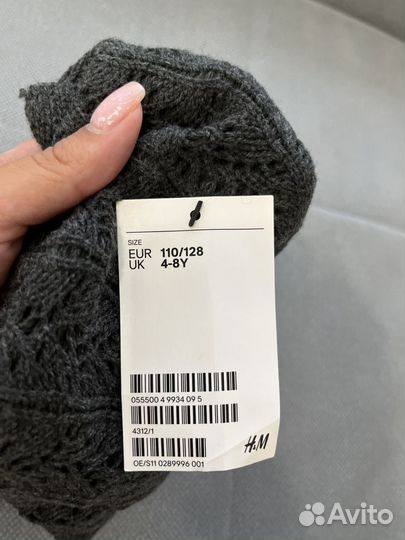 SIZE
EUR 110/128
UK 4-8Y
055500 4 9934 09 5
4312/1
H&M
OE/S11 0289996 001
Avito